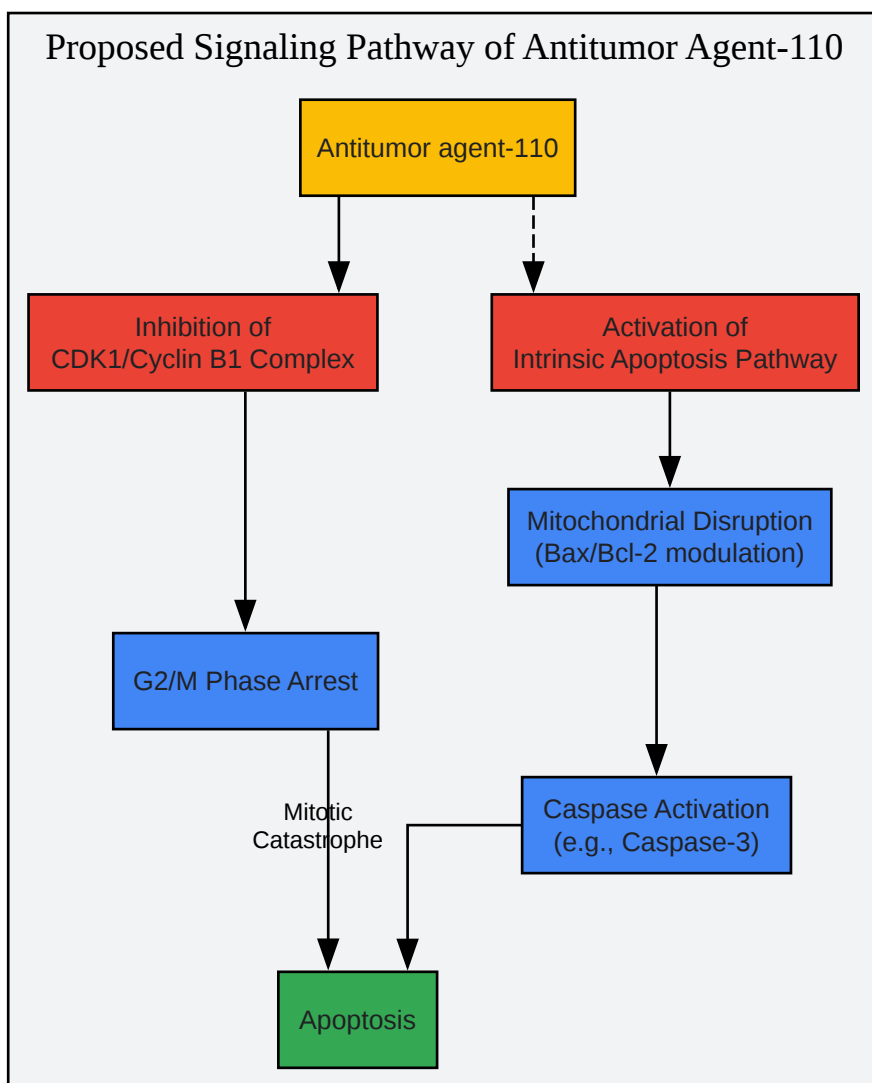 Proposed Signaling Pathway of Antitumor Agent-110
Antitumor agent-110
Inhibition of
CDK1/Cyclin B1 Complex
Activation of
Intrinsic Apoptosis Pathway
Mitochondrial Disruption
(Bax/Bcl-2 modulation)
G2/M Phase Arrest
Mitotic
Catastrophe
Caspase Activation
(e.g., Caspase-3)
Apoptosis